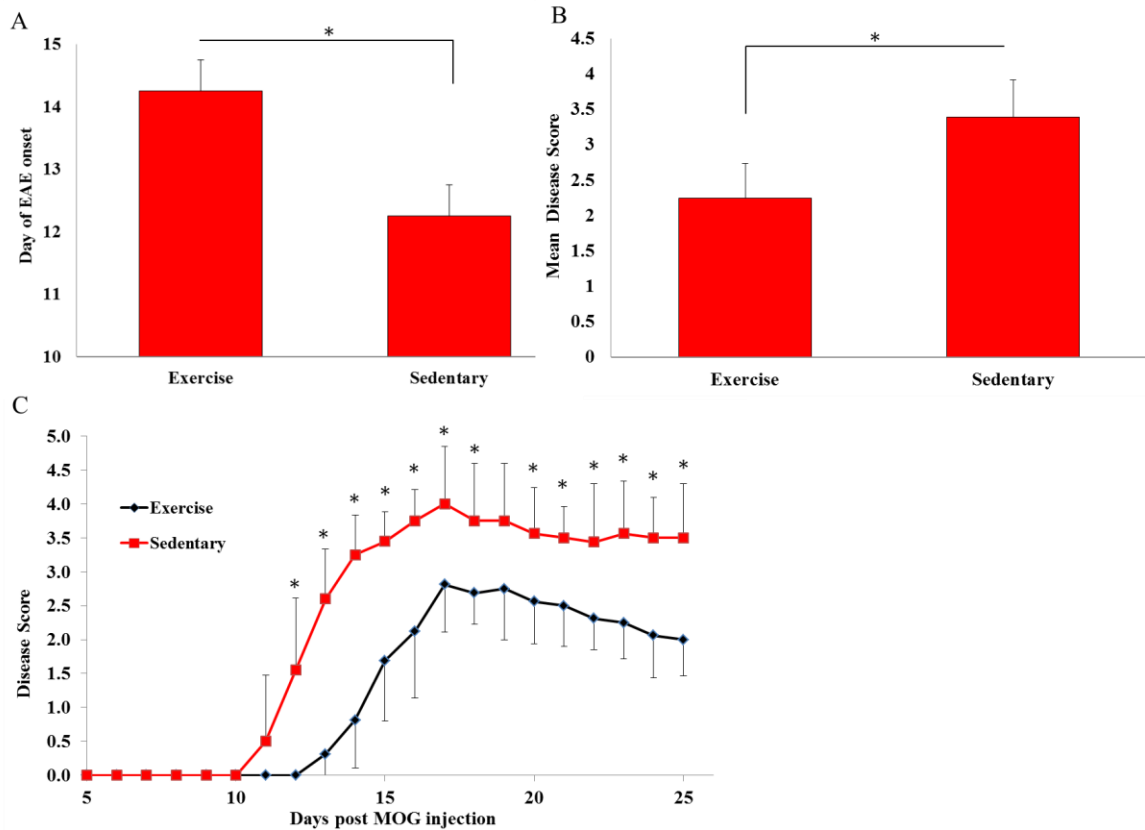 A
*
15
14
13
12
11
10
Day of EAE onset
Exercise Sedentary
B
*
4.5
4
3.5
3
2.5
2
1.5
1
0.5
0
Mean Disease Score
Exercise Sedentary
C
5.0
4.5
4.0
3.5
3.0
2.5
2.0
1.5
1.0
0.5
0.0
Disease Score
Exercise
Sedentary
* * * * * * * * * * * * *
5 10 15 20 25
Days post MOG injection